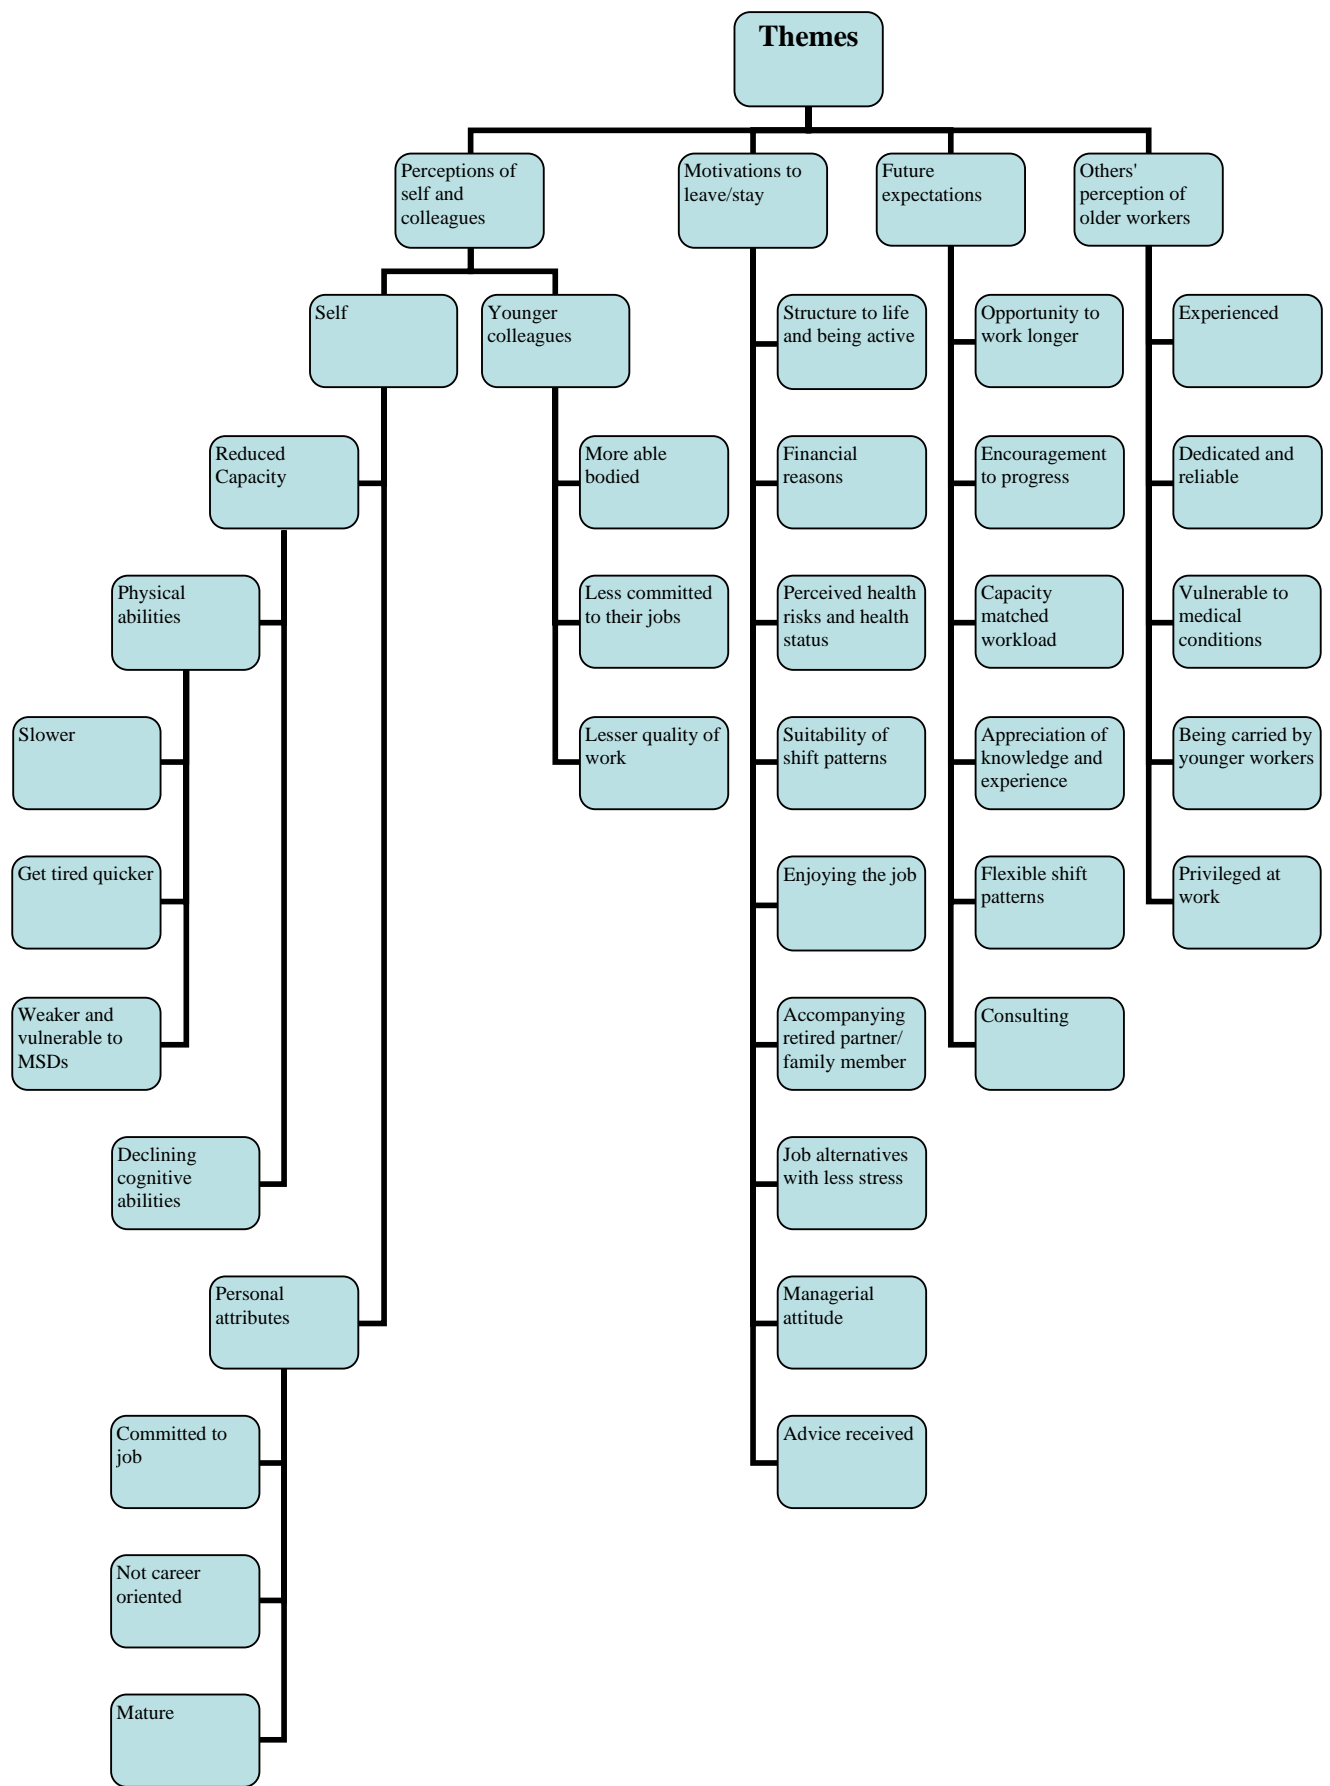 Themes
Perceptions of
self and
colleagues
Motivations to
leave/stay
Future
expectations
Others'
perception of
older workers
Self
Younger
colleagues
Structure to life
and being active
Opportunity to
work longer
Experienced
Reduced
Capacity
More able
bodied
Financial
reasons
Encouragement
to progress
Dedicated and
reliable
Physical
abilities
Less committed
to their jobs
Perceived health
risks and health
status
Capacity
matched
workload
Vulnerable to
medical
conditions
Slower
Lesser quality of
work
Suitability of
shift patterns
Appreciation of
knowledge and
experience
Being carried by
younger workers
Get tired quicker
Enjoying the job
Flexible shift
patterns
Privileged at
work
Weaker and
vulnerable to
MSDs
Accompanying
retired partner/
family member
Consulting
Declining
cognitive
abilities
Job alternatives
with less stress
Personal
attributes
Managerial
attitude
Committed to
job
Advice received
Not career
oriented
Mature